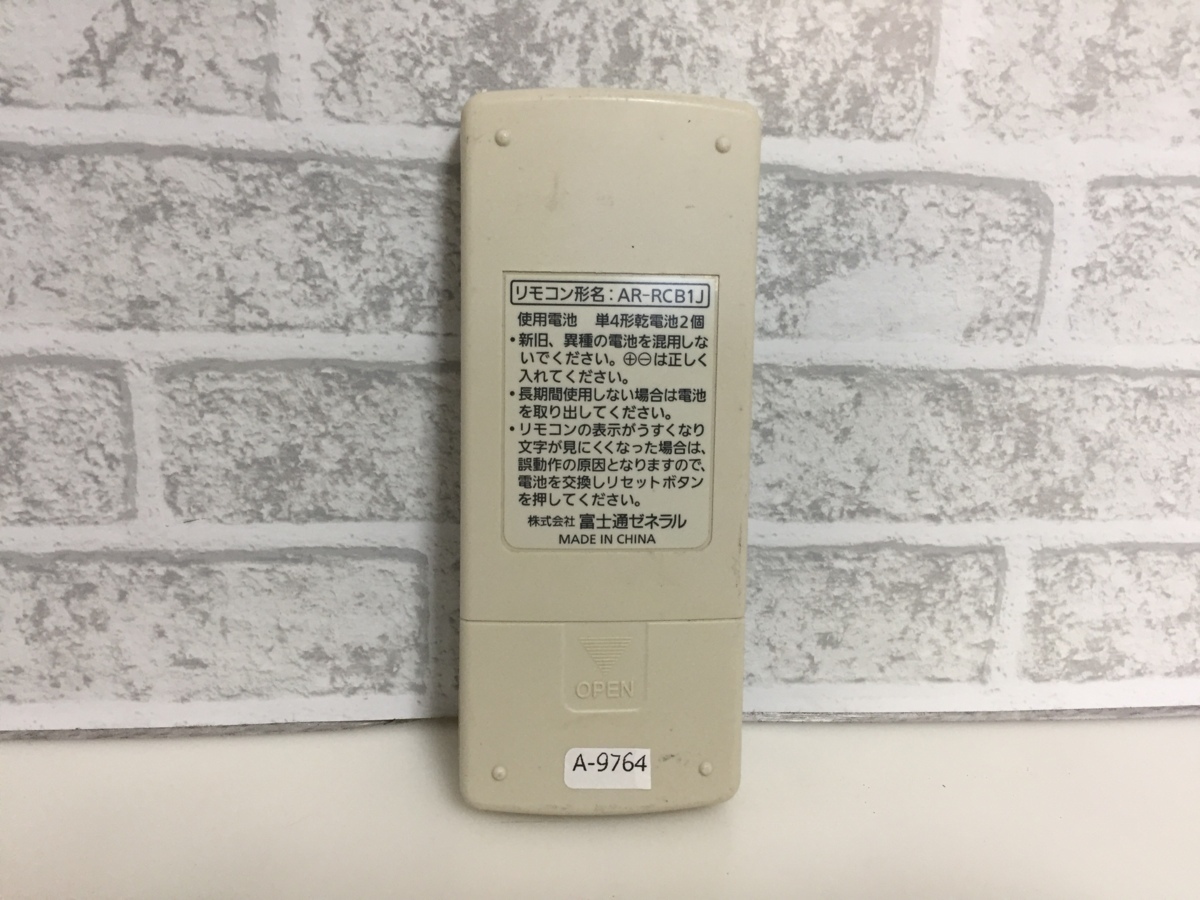 リモコン形名：AR-RCB1J
使用電池　単4形乾電池2個
・新旧、異種の電池を混用しな
いでください。⊕⊖は正しく
入れてください。
・長期間使用しない場合は電池
を取り出してください。
・リモコンの表示がうすくなり
文字が見にくくなった場合は、
誤動作の原因となりますので、
電池を交換しリセットボタン
を押してください。
株式会社 富士通ゼネラル
MADE IN CHINA
OPEN
A-9764